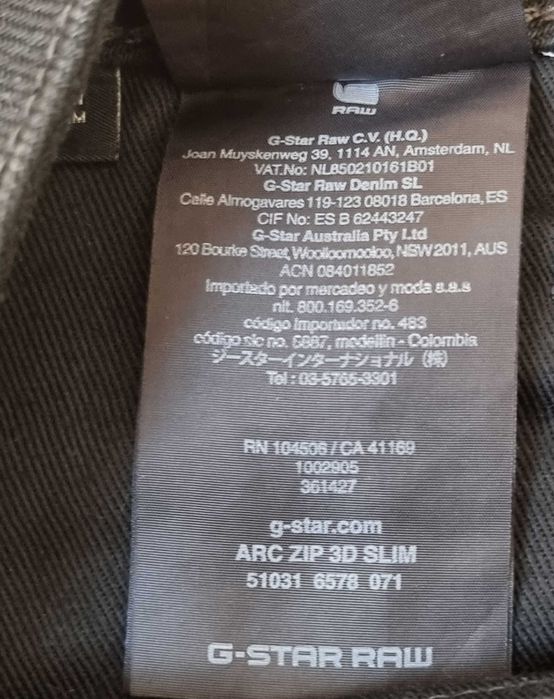 M
RAW
G-Star Raw C.V. (H.Q.)
Joan Muyskenweg 39, 1114 AN, Amsterdam, NL
VAT.No: NL850210161B01
G-Star Raw Denim SL
Calle Almogavares 119-123 08018 Barcelona, ES
CIF No: ES B 62443247
G-Star Australia Pty Ltd
120 Bourke Street, Woolloomooloo, NSW 2011, AUS
ACN 084011852
Importado por mercadeo y moda s.a.s
nit. 800.169.352-6
código importador no. 463
código sic no. 6887, medellin - Colombia
ジースターインターナショナル (株)
Tel : 03-5765-3301
RN 104506 / CA 41169
1002905
361427
g-star.com
ARC ZIP 3D SLIM
51031 6578 071
G-STAR RAW